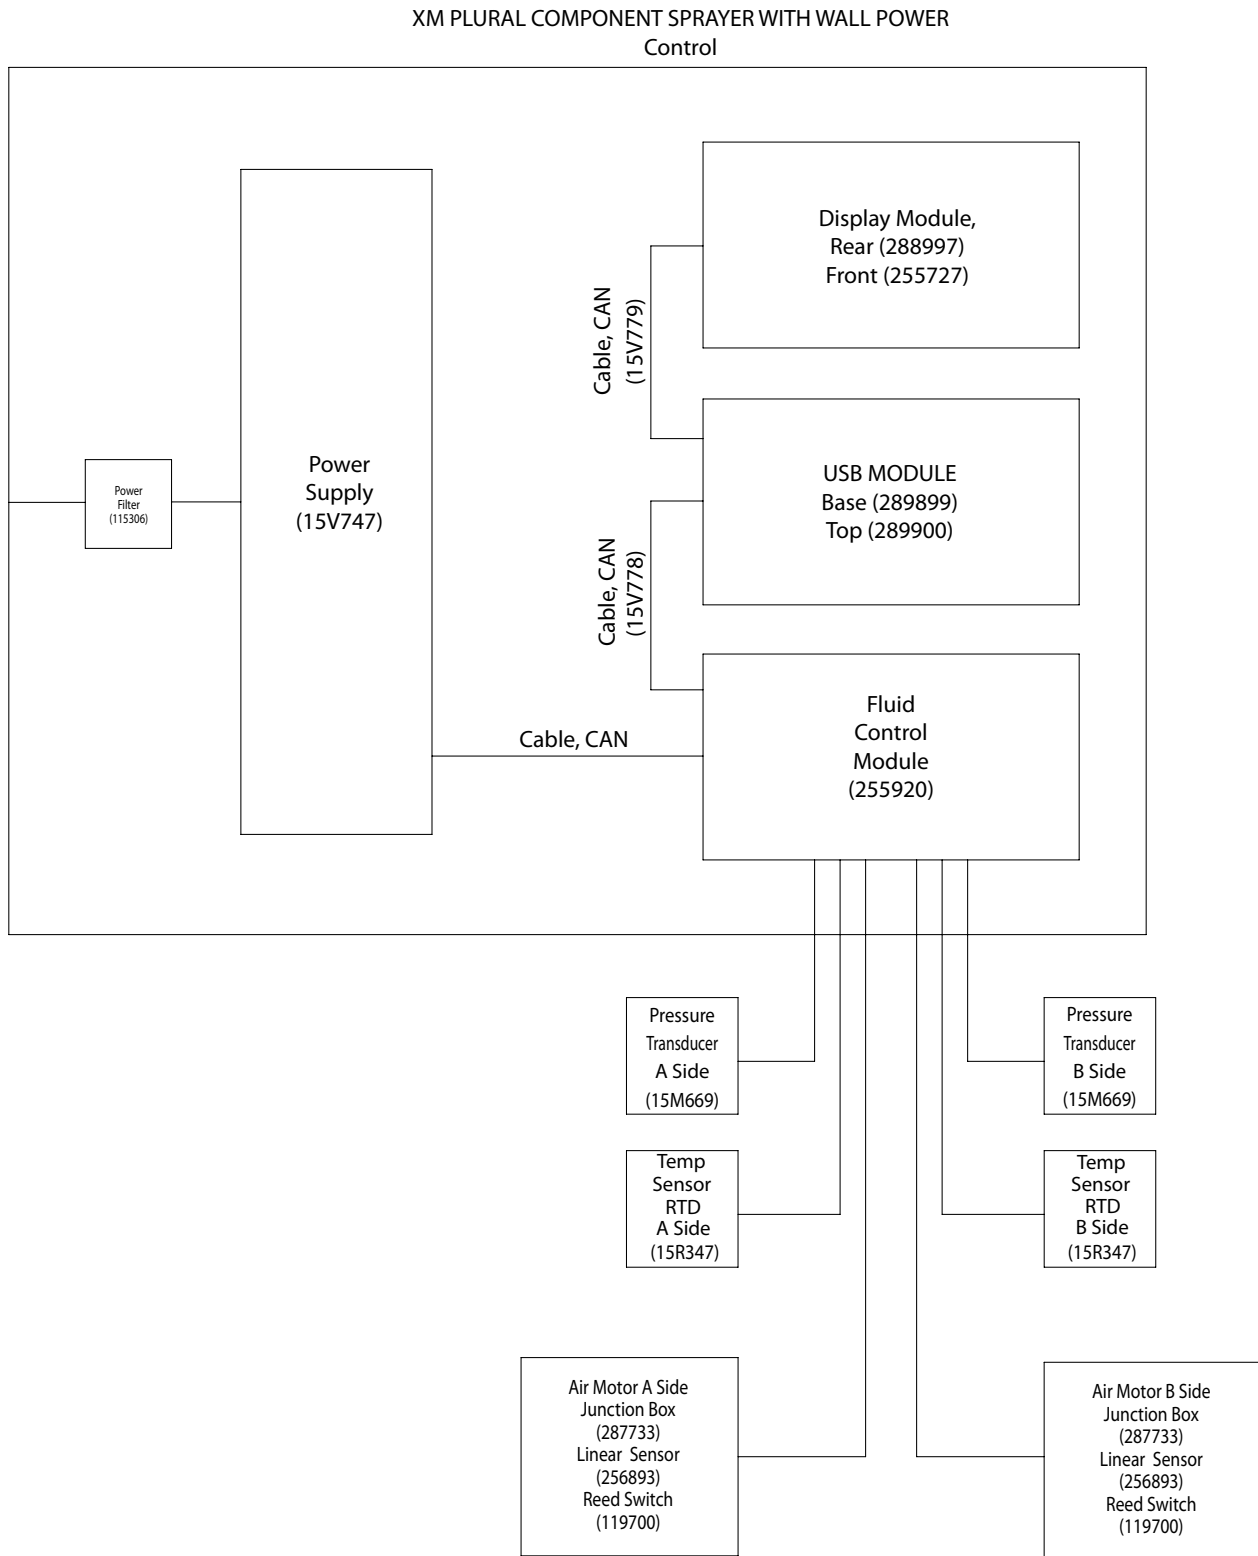 XM PLURAL COMPONENT SPRAYER WITH WALL POWER
Control
Display Module,
Rear (288997)
Front (255727)
Cable, CAN
(15V779)
Power
Filter
(115306)
Power
Supply
(15V747)
USB MODULE
Base (289899)
Top (289900)
Cable, CAN
(15V778)
Fluid
Control
Module
(255920)
Cable, CAN
Pressure
Transducer
A Side
(15M669)
Pressure
Transducer
B Side
(15M669)
Temp
Sensor
RTD
A Side
(15R347)
Temp
Sensor
RTD
B Side
(15R347)
Air Motor A Side
Junction Box
(287733)
Linear Sensor
(256893)
Reed Switch
(119700)
Air Motor B Side
Junction Box
(287733)
Linear Sensor
(256893)
Reed Switch
(119700)